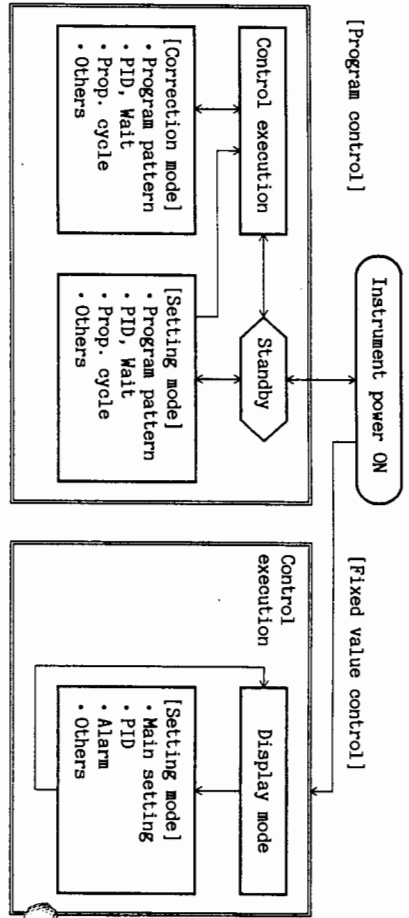 Instrument power ON
[Program control]
[Fixed value control]
Control execution
Standby
[Correction mode]
・Program pattern
・PID, Wait
・Prop. cycle
・Others
[Setting mode]
・Program pattern
・PID, Wait
・Prop. cycle
・Others
Control
execution
Display mode
[Setting mode]
・Main setting
・PID
・Alarm
・Others